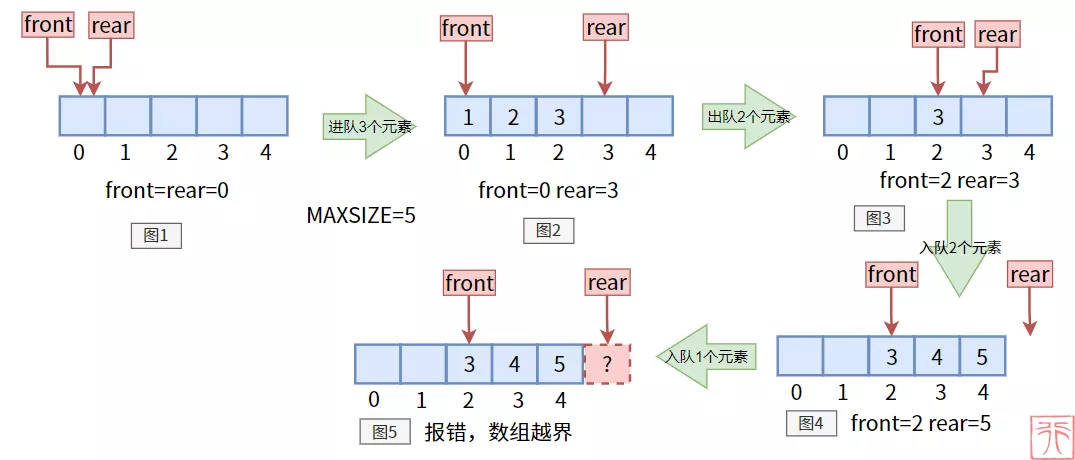 front rear
0 1 2 3 4
front=rear=0
图1
进队3个元素
MAXSIZE=5
front rear
1 2 3
0 1 2 3 4
front=0 rear=3
图2
出队2个元素
front rear
3
0 1 2 3 4
front=2 rear=3
图3
入队2个元素
front rear
3 4 5
0 1 2 3 4
图4 front=2 rear=5
入队1个元素
front rear
3 4 5 ?
0 1 2 3 4
图5 报错，数组越界